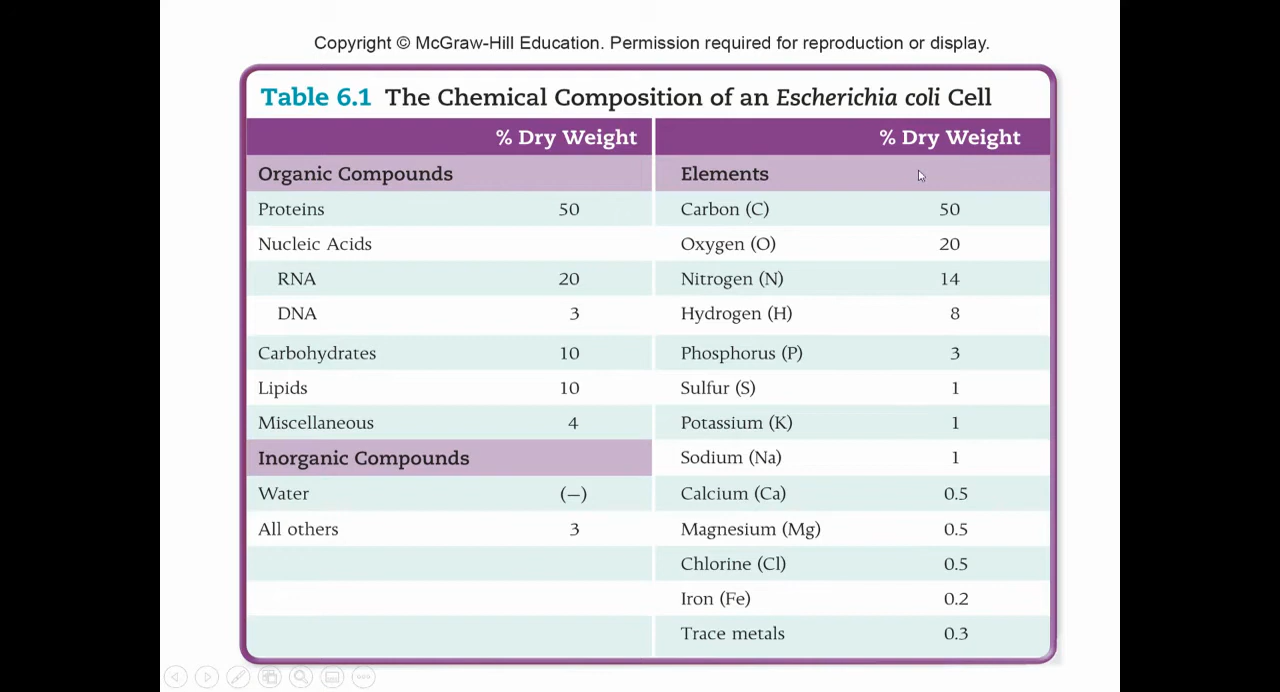 Copyright © McGraw-Hill Education. Permission required for reproduction or display.
Table 6.1 The Chemical Composition of an Escherichia coli Cell
% Dry Weight
Organic Compounds
Proteins 50
Nucleic Acids
RNA 20
DNA 3
Carbohydrates 10
Lipids 10
Miscellaneous 4
Inorganic Compounds
Water (—)
All others 3
% Dry Weight
Elements
Carbon (C) 50
Oxygen (O) 20
Nitrogen (N) 14
Hydrogen (H) 8
Phosphorus (P) 3
Sulfur (S) 1
Potassium (K) 1
Sodium (Na) 1
Calcium (Ca) 0.5
Magnesium (Mg) 0.5
Chlorine (Cl) 0.5
Iron (Fe) 0.2
Trace metals 0.3